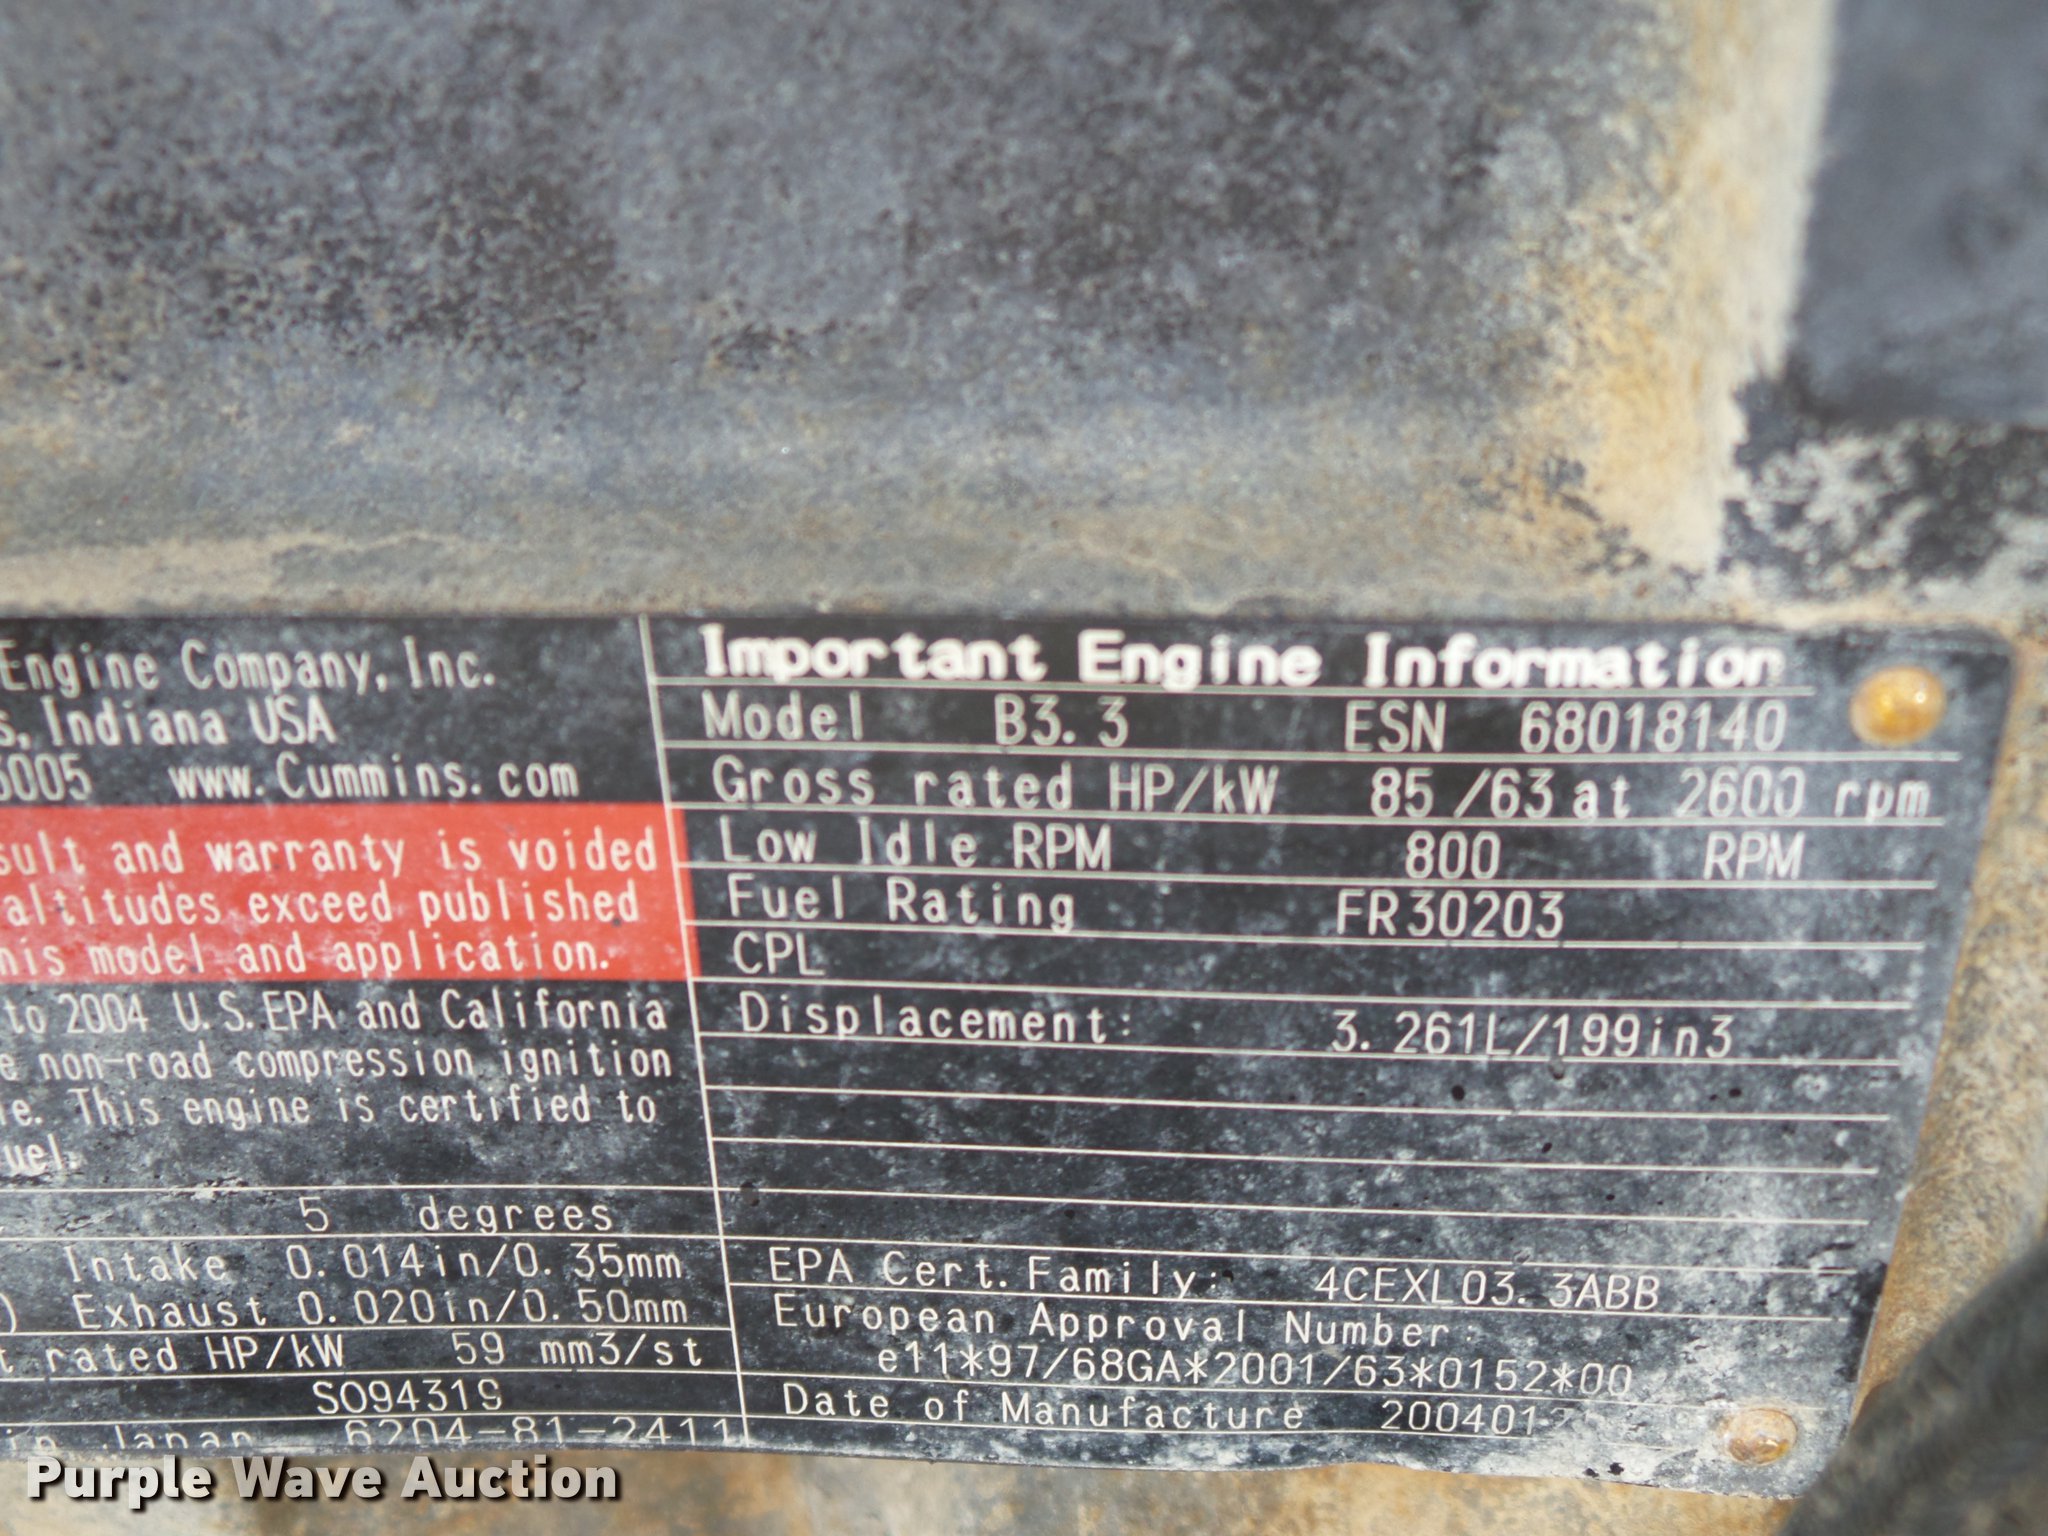 Engine Company, Inc.
s, Indiana USA
5005 www.Cummins.com
sult and warranty is voided
altitudes exceed published
his model and application.
to 2004 U.S.EPA and California
e non-road compression ignition
e. This engine is certified to
uel.
5 degrees
Intake 0.014in/0.35mm
) Exhaust 0.020in/0.50mm
t rated HP/kW 59 mm3/st
SO94319
in Japan 6204-81-2411
Important Engine Information
Model B3.3 ESN 68018140
Gross rated HP/kW 85/63 at 2600 rpm
Low Idle RPM 800 RPM
Fuel Rating FR30203
CPL
Displacement: 3.261L/199in3
EPA Cert. Family: 4CEXL03.3ABB
European Approval Number:
e11*97/68GA*2001/63*0152*00
Date of Manufacture 200401
Purple Wave Auction